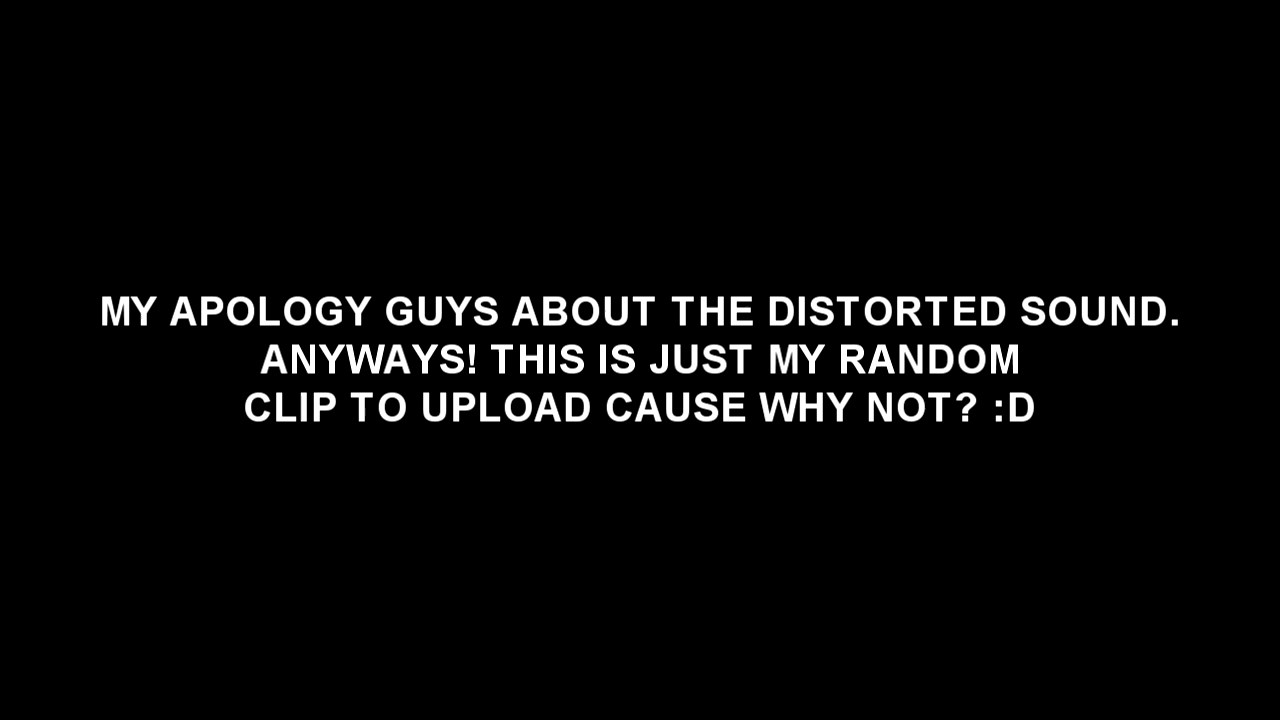 MY APOLOGY GUYS ABOUT THE DISTORTED SOUND.
ANYWAYS! THIS IS JUST MY RANDOM
CLIP TO UPLOAD CAUSE WHY NOT? :D